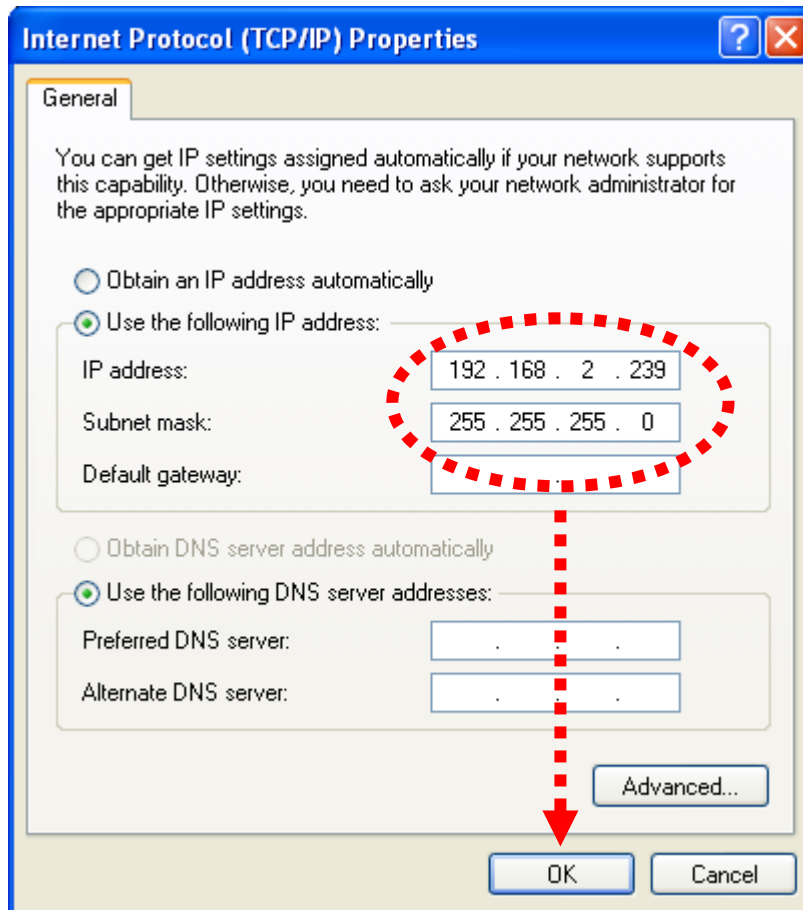 Internet Protocol (TCP/IP) Properties
General
You can get IP settings assigned automatically if your network supports
this capability. Otherwise, you need to ask your network administrator for
the appropriate IP settings.
Obtain an IP address automatically
Use the following IP address:
IP address: 192 . 168 . 2 . 239
Subnet mask: 255 . 255 . 255 . 0
Default gateway: . . .
Obtain DNS server address automatically
Use the following DNS server addresses:
Preferred DNS server: . . .
Alternate DNS server: . . .
Advanced...
OK Cancel